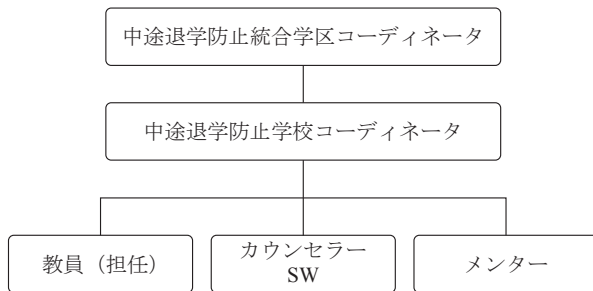 中途退学防止統合学区コーディネータ
中途退学防止学校コーディネータ
教員（担任）
カウンセラー
SW
メンター